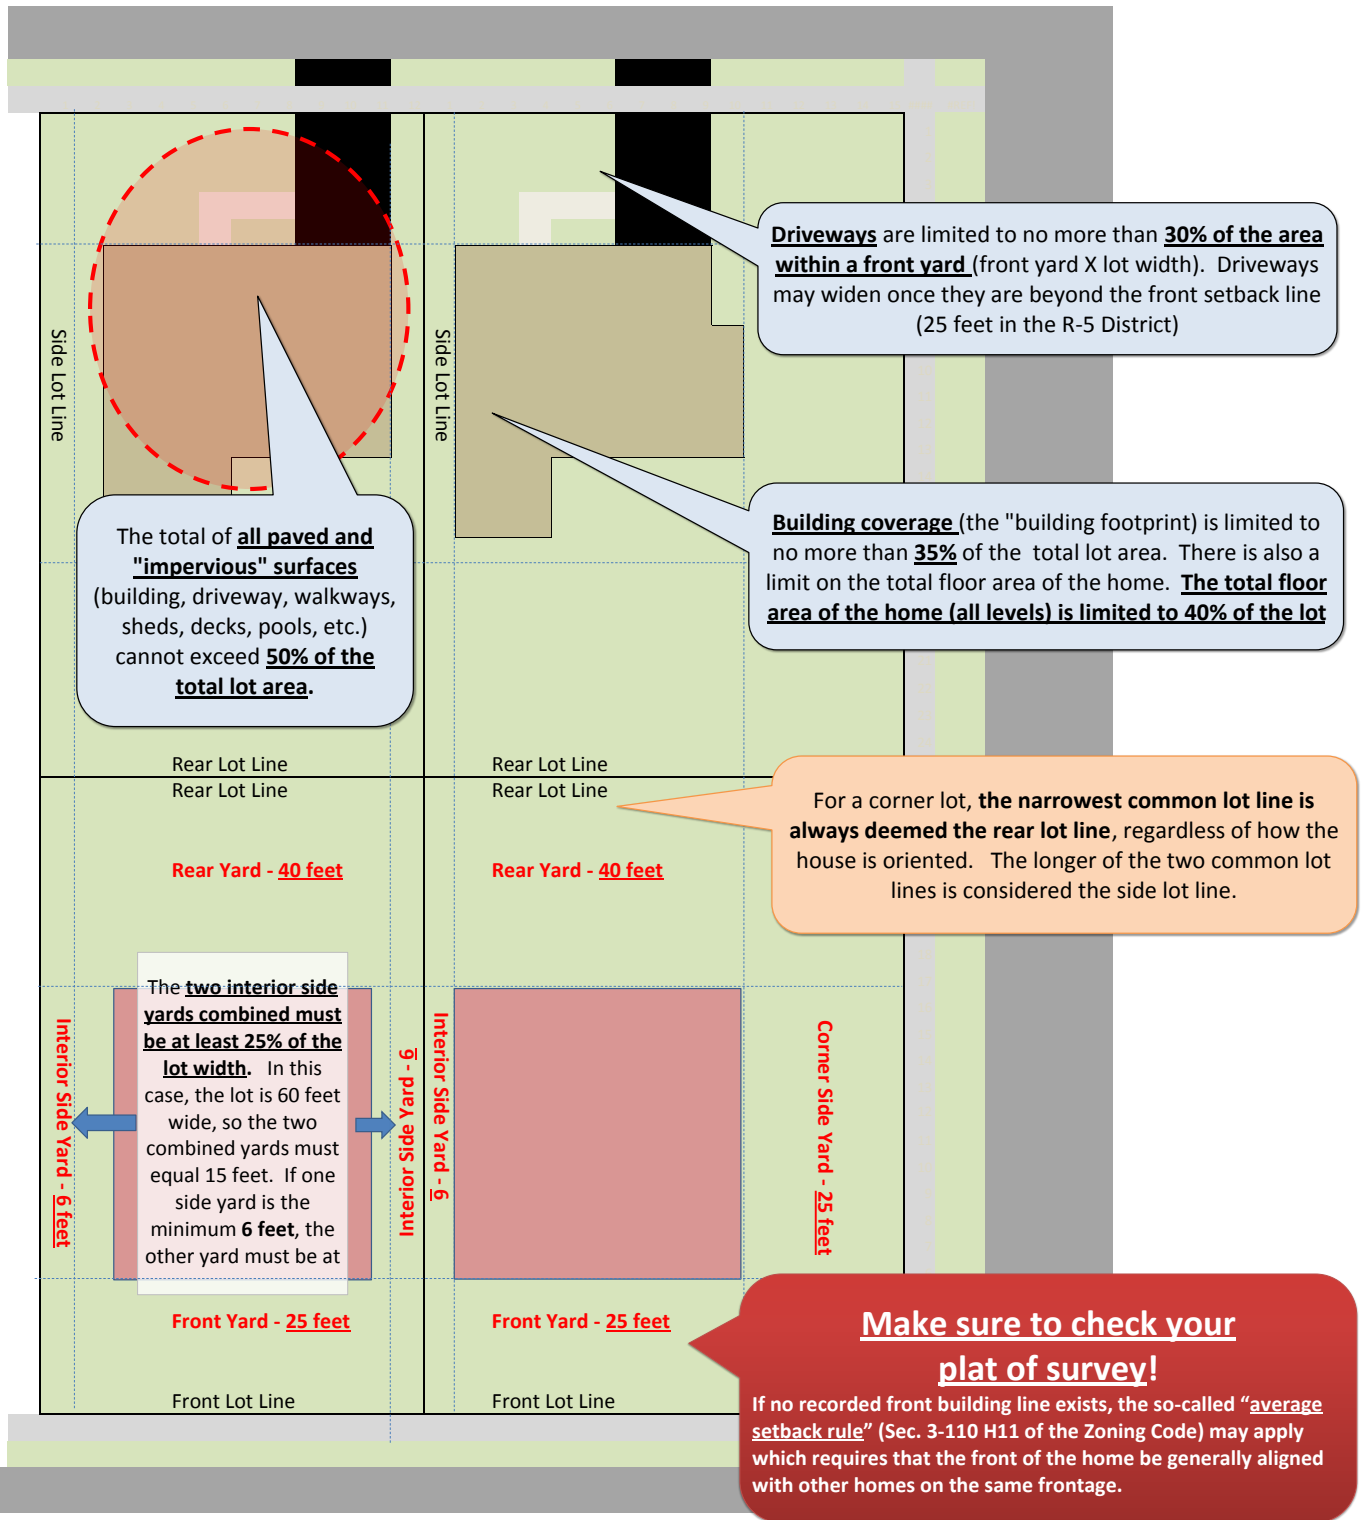 Driveways are limited to no more than 30% of the area
within a front yard (front yard X lot width). Driveways
may widen once they are beyond the front setback line
(25 feet in the R-5 District)
Side Lot Line
Side Lot Line
Building coverage (the "building footprint) is limited to
no more than 35% of the total lot area. There is also a
limit on the total floor area of the home. The total floor
area of the home (all levels) is limited to 40% of the lot
The total of all paved and
"impervious" surfaces
(building, driveway, walkways,
sheds, decks, pools, etc.)
cannot exceed 50% of the
total lot area.
Rear Lot Line
Rear Lot Line
Rear Lot Line
Rear Lot Line
For a corner lot, the narrowest common lot line is
always deemed the rear lot line, regardless of how the
house is oriented. The longer of the two common lot
lines is considered the side lot line.
Rear Yard - 40 feet
Rear Yard - 40 feet
The two interior side
yards combined must
be at least 25% of the
lot width. In this
case, the lot is 60 feet
wide, so the two
combined yards must
equal 15 feet. If one
side yard is the
minimum 6 feet, the
other yard must be at
Interior Side Yard - 6 feet
Interior Side Yard - 6
Interior Side Yard - 6
Corner Side Yard - 25 feet
Front Yard - 25 feet
Front Yard - 25 feet
Front Lot Line
Front Lot Line
Make sure to check your
plat of survey!
If no recorded front building line exists, the so-called “average
setback rule” (Sec. 3-110 H11 of the Zoning Code) may apply
which requires that the front of the home be generally aligned
with other homes on the same frontage.